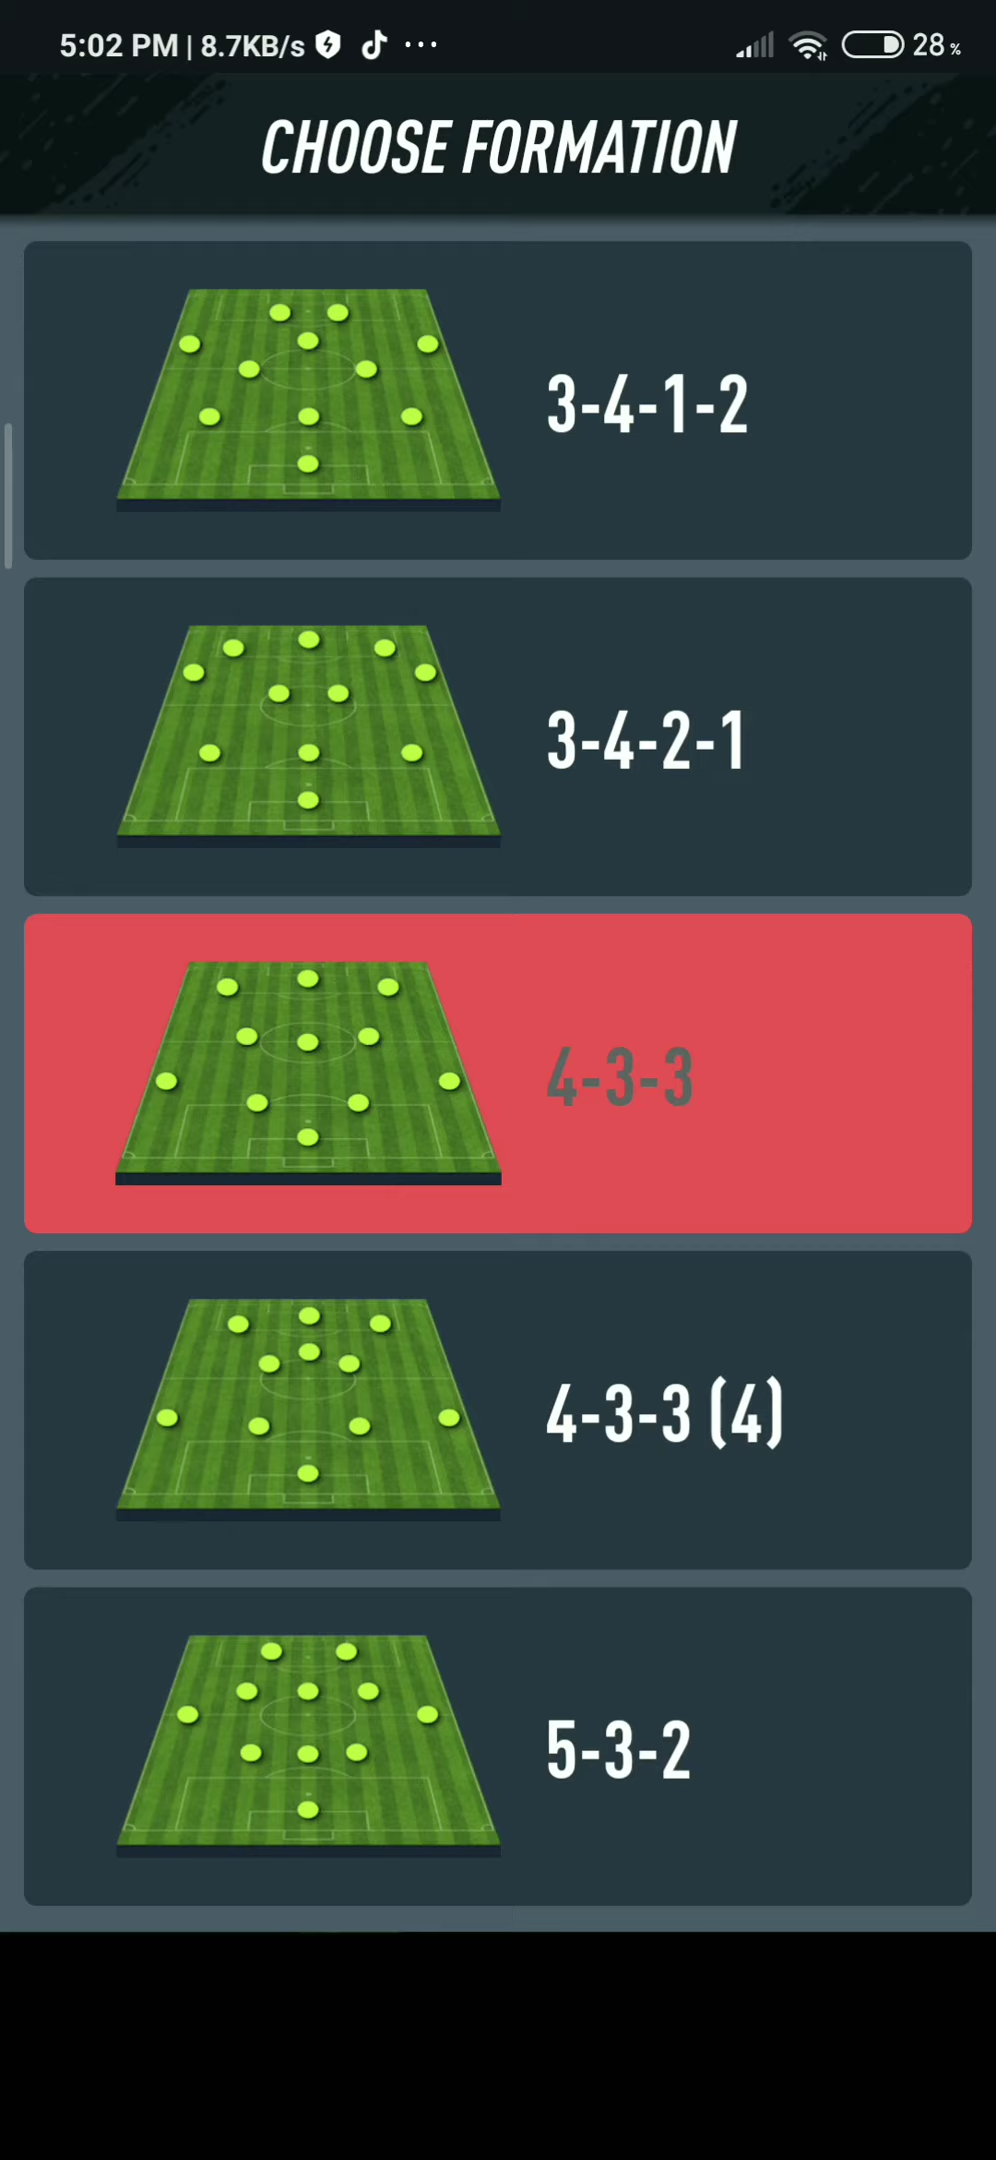 5:02 PM | 8.7KB/s ... 28%
CHOOSE FORMATION
3-4-1-2
3-4-2-1
4-3-3
4-3-3 (4)
5-3-2